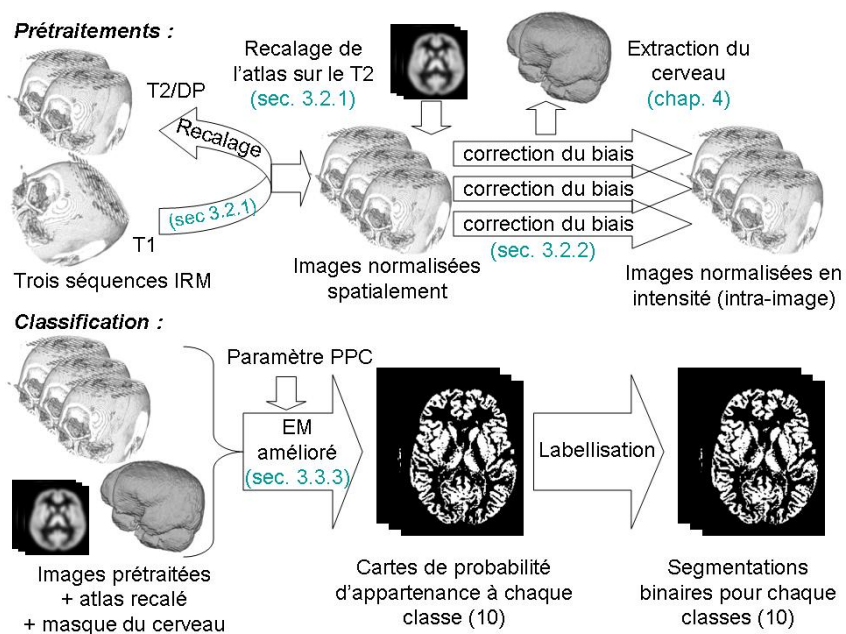 Prétraitements :
Recalage de
l'atlas sur le T2
(sec. 3.2.1)
Extraction du
cerveau
(chap. 4)
T2/DP
Recalage
(sec 3.2.1)
T1
Trois séquences IRM
correction du biais
correction du biais
correction du biais
(sec. 3.2.2)
Images normalisées
spatialement
Images normalisées en
intensité (intra-image)
Classification :
Paramètre PPC
EM
amélioré
(sec. 3.3.3)
Labellisation
Images prétraitées
+ atlas recalé
+ masque du cerveau
Cartes de probabilité
d'appartenance à chaque
classe (10)
Segmentations
binaires pour chaque
classes (10)